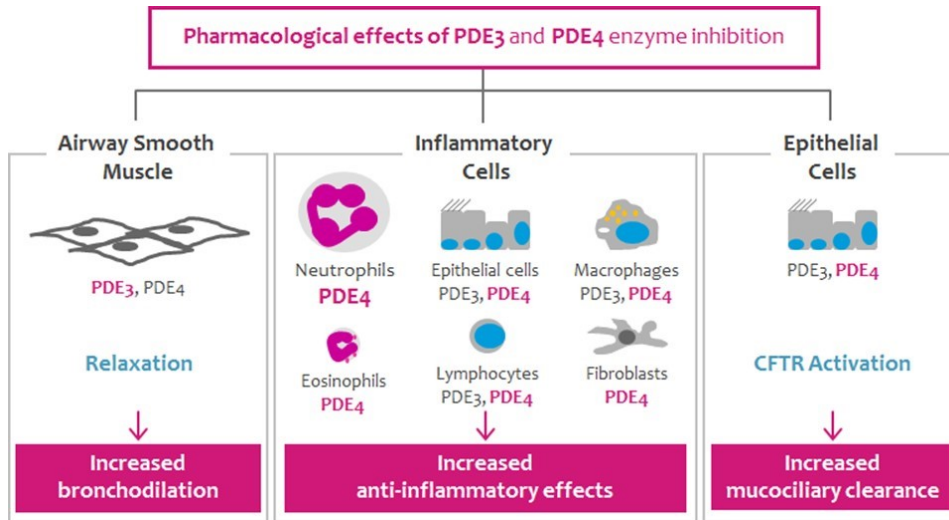 Pharmacological effects of PDE3 and PDE4 enzyme inhibition
Airway Smooth
Muscle
PDE3, PDE4
Relaxation
Increased
bronchodilation
Inflammatory
Cells
Neutrophils
PDE4
Epithelial cells
PDE3, PDE4
Macrophages
PDE3, PDE4
Eosinophils
PDE4
Lymphocytes
PDE3, PDE4
Fibroblasts
PDE4
Increased
anti-inflammatory effects
Epithelial
Cells
PDE3, PDE4
CFTR Activation
Increased
mucociliary clearance